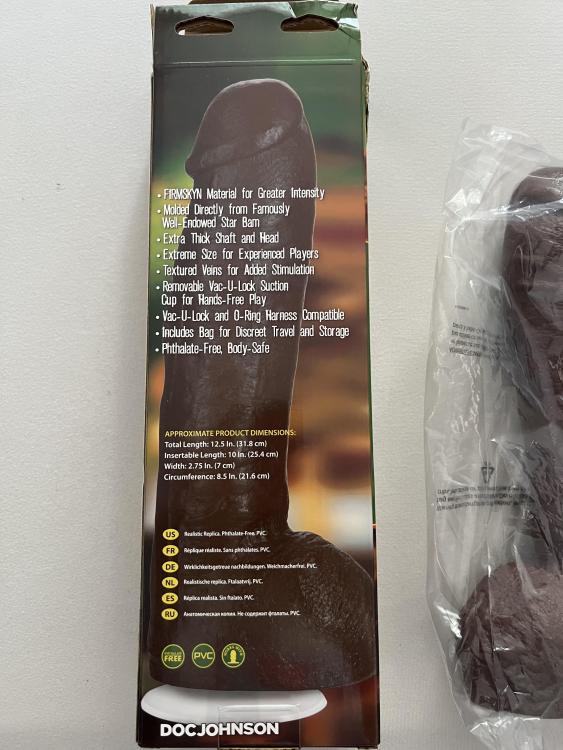 • FIRMSKYN Material for Greater Intensity
• Molded Directly from Famously
Well-Endowed Star Bam
• Extra Thick Shaft and Head
• Extreme Size for Experienced Players
• Textured Veins for Added Stimulation
• Removable Vac-U-Lock Suction
Cup for Hands-Free Play
• Vac-U-Lock and O-Ring Harness Compatible
• Includes Bag for Discreet Travel and Storage
• Phthalate-Free, Body-Safe
APPROXIMATE PRODUCT DIMENSIONS:
Total Length: 12.5 In. (31.8 cm)
Insertable Length: 10 In. (25.4 cm)
Width: 2.75 In. (7 cm)
Circumference: 8.5 In. (21.6 cm)
US Realistic Replica. Phthalate-Free. PVC.
FR Réplique réaliste. Sans phthalates. PVC.
DE Wirklichkeitsgetreue nachbildungen. Weichmacherfrei. PVC.
NL Realistische replica. Ftalaatvrij. PVC.
ES Réplica realista. Sin ftalato. PVC.
RU Анатомическая копия. Не содержит фталаты. PVC.
FREE PVC
DOC JOHNSON